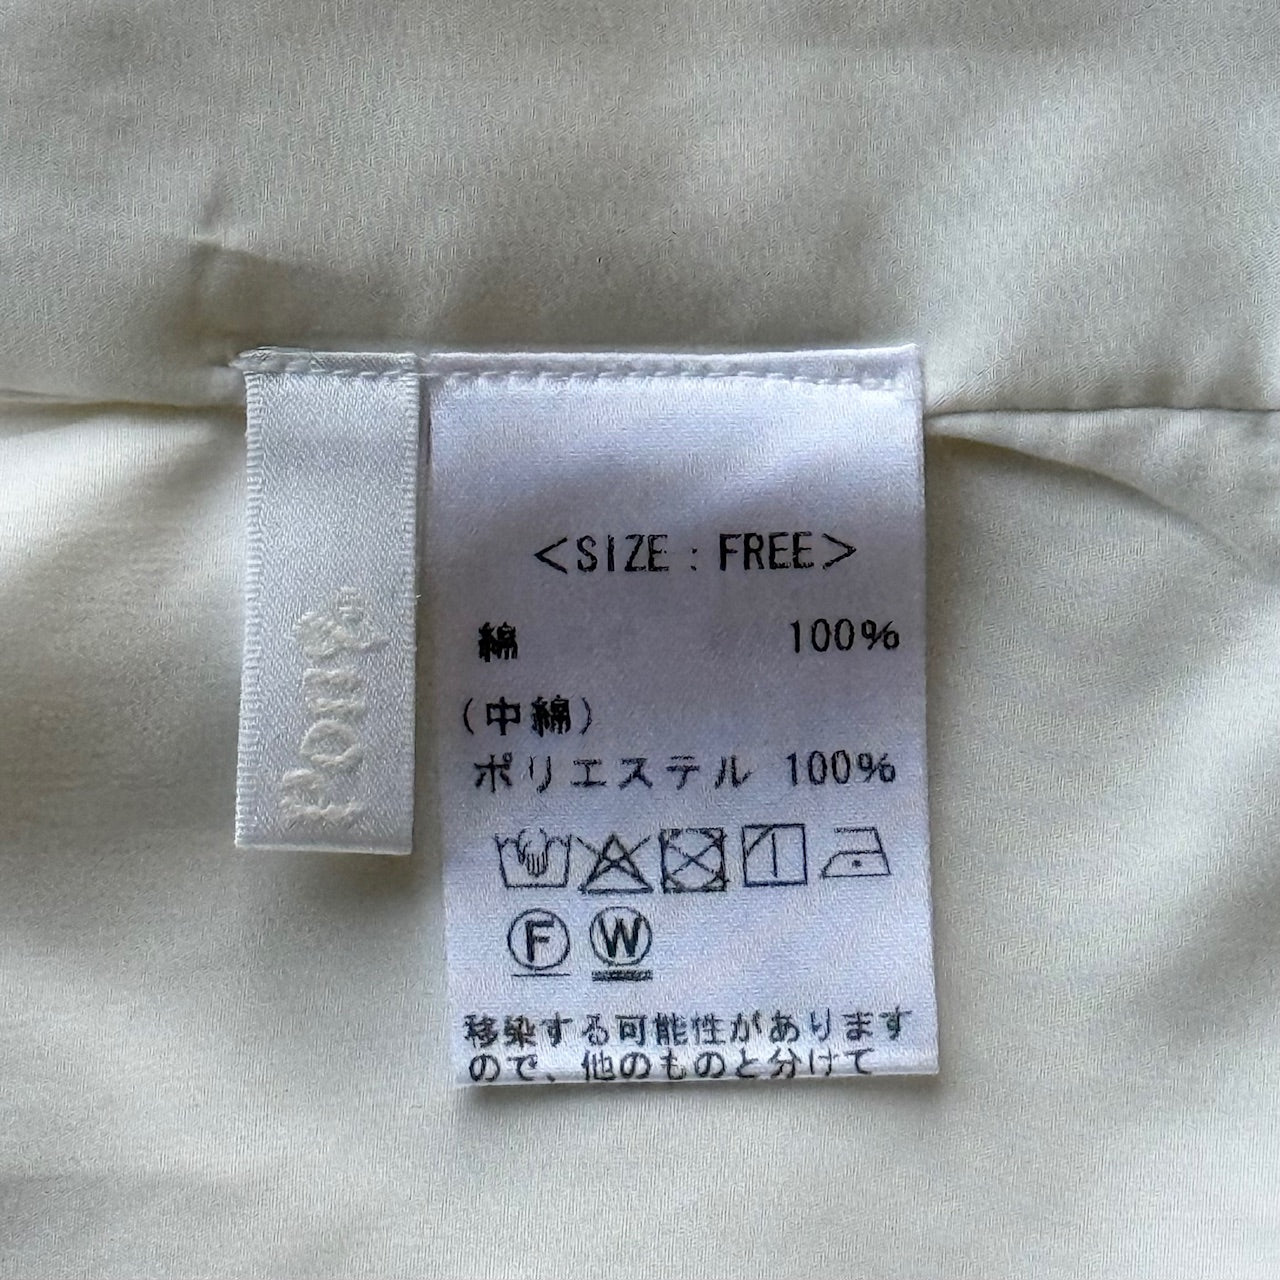 <SIZE : FREE>
綿 100%
(中綿)
ポリエステル 100%
F W
移染する可能性があります
ので、他のものと分けて